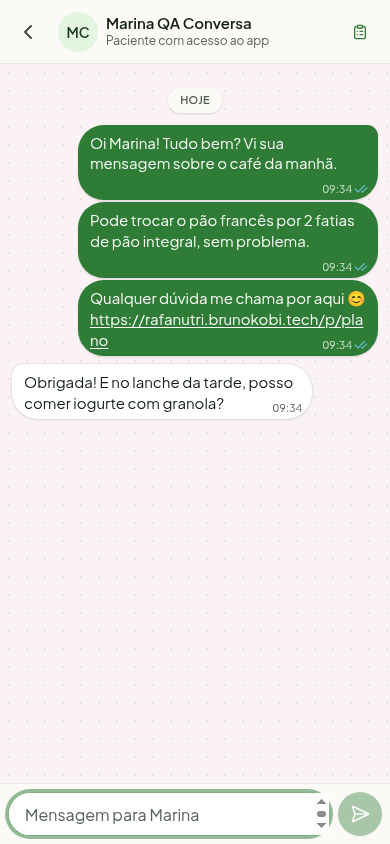 MC
Marina QA Conversa
Paciente com acesso ao app
HOJE
Oi Marina! Tudo bem? Vi sua
mensagem sobre o café da manhã.
09:34
Pode trocar o pão francês por 2 fatias
de pão integral, sem problema.
09:34
Qualquer dúvida me chama por aqui 😊
https://rafanutri.brunokobi.tech/p/pla
no
09:34
Obrigada! E no lanche da tarde, posso
comer iogurte com granola?
09:34
Mensagem para Marina